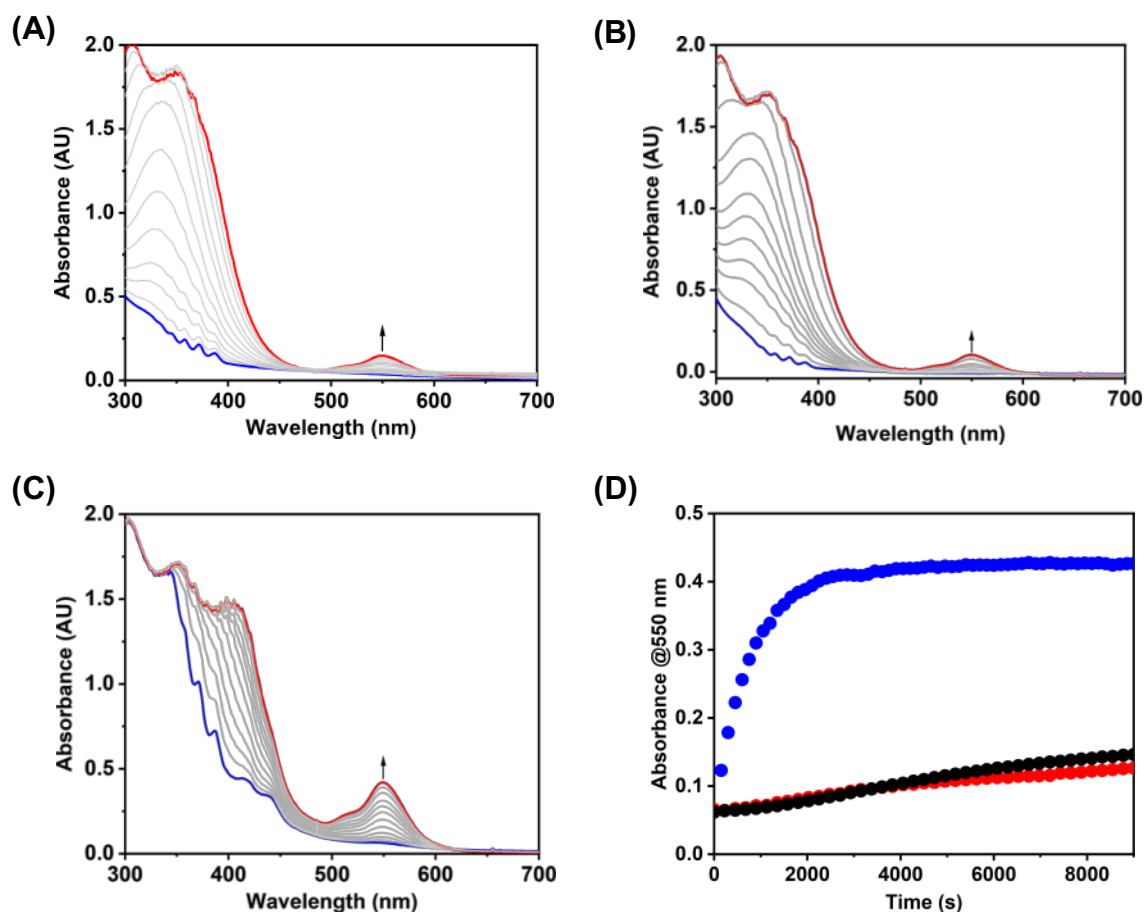 (A)
2.0
1.5
1.0
0.5
0.0
Absorbance (AU)
300 400 500 600 700
Wavelength (nm)
(B)
2.0
1.5
1.0
0.5
0.0
Absorbance (AU)
300 400 500 600 700
Wavelength (nm)
(C)
2.0
1.5
1.0
0.5
0.0
Absorbance (AU)
300 400 500 600 700
Wavelength (nm)
(D)
0.5
0.4
0.3
0.2
0.1
0.0
Absorbance @550 nm
0 2000 4000 6000 8000
Time (s)